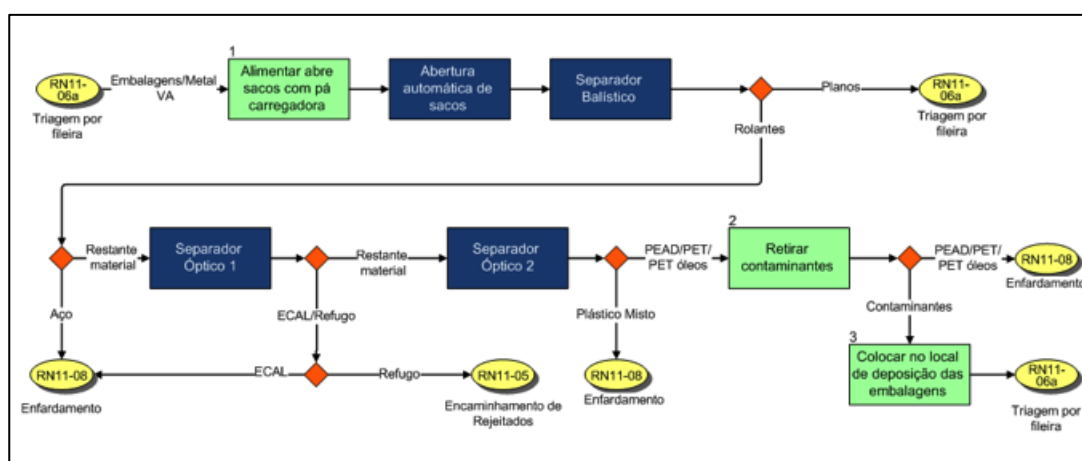 RN11-
06a
Triagem por
fileira
Embalagens/Metal
VA
1
Alimentar abre
sacos com pá
carregadora
Abertura
automática de
sacos
Separador
Balístico
Planos
Rolantes
RN11-
06a
Triagem por
fileira
Restante
material
Aço
Separador
Óptico 1
Restante
material
ECAL/Refugo
Separador
Óptico 2
PEAD/PET/
PET óleos
Plástico Misto
2
Retirar
contaminantes
PEAD/PET/
PET óleos
Contaminantes
RN11-08
Enfardamento
RN11-08
Enfardamento
ECAL
Refugo
RN11-05
Encaminhamento de
Rejeitados
RN11-08
Enfardamento
3
Colocar no local
de deposição das
embalagens
RN11-
06a
Triagem por
fileira